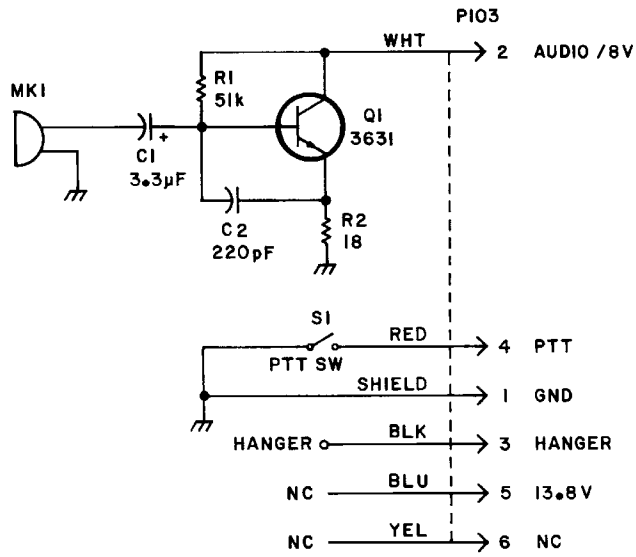 P103
WHT 2 AUDIO/8V
MK1
R1
51k
Q1
3631
C1
+
3.3µF
C2
220pF
R2
18
S1
PTT SW
RED 4 PTT
SHIELD 1 GND
HANGER BLK 3 HANGER
NC BLU 5 13.8V
NC YEL 6 NC